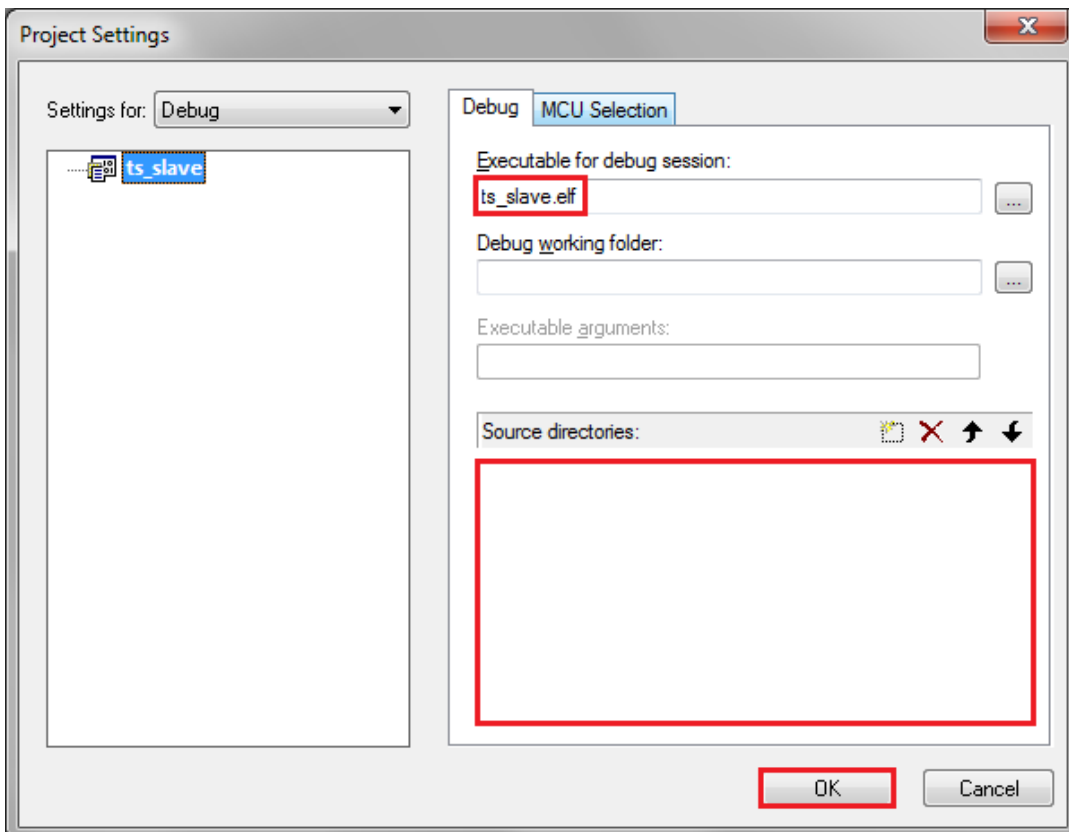 Project Settings
Settings for: Debug
ts_slave
Debug MCU Selection
Executable for debug session:
ts_slave.elf
...
Debug working folder:
...
Executable arguments:
Source directories:
OK Cancel